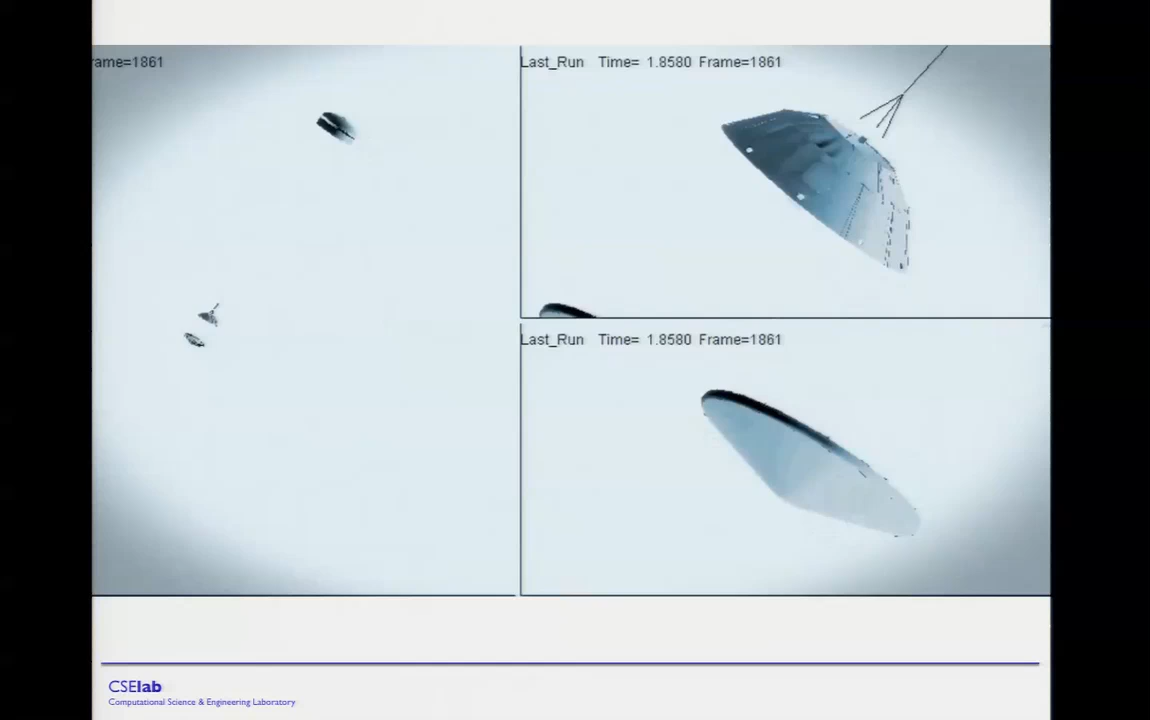 rame=1861
Last_Run Time= 1.8580 Frame=1861
Last_Run Time= 1.8580 Frame=1861
CSElab
Computational Science & Engineering Laboratory